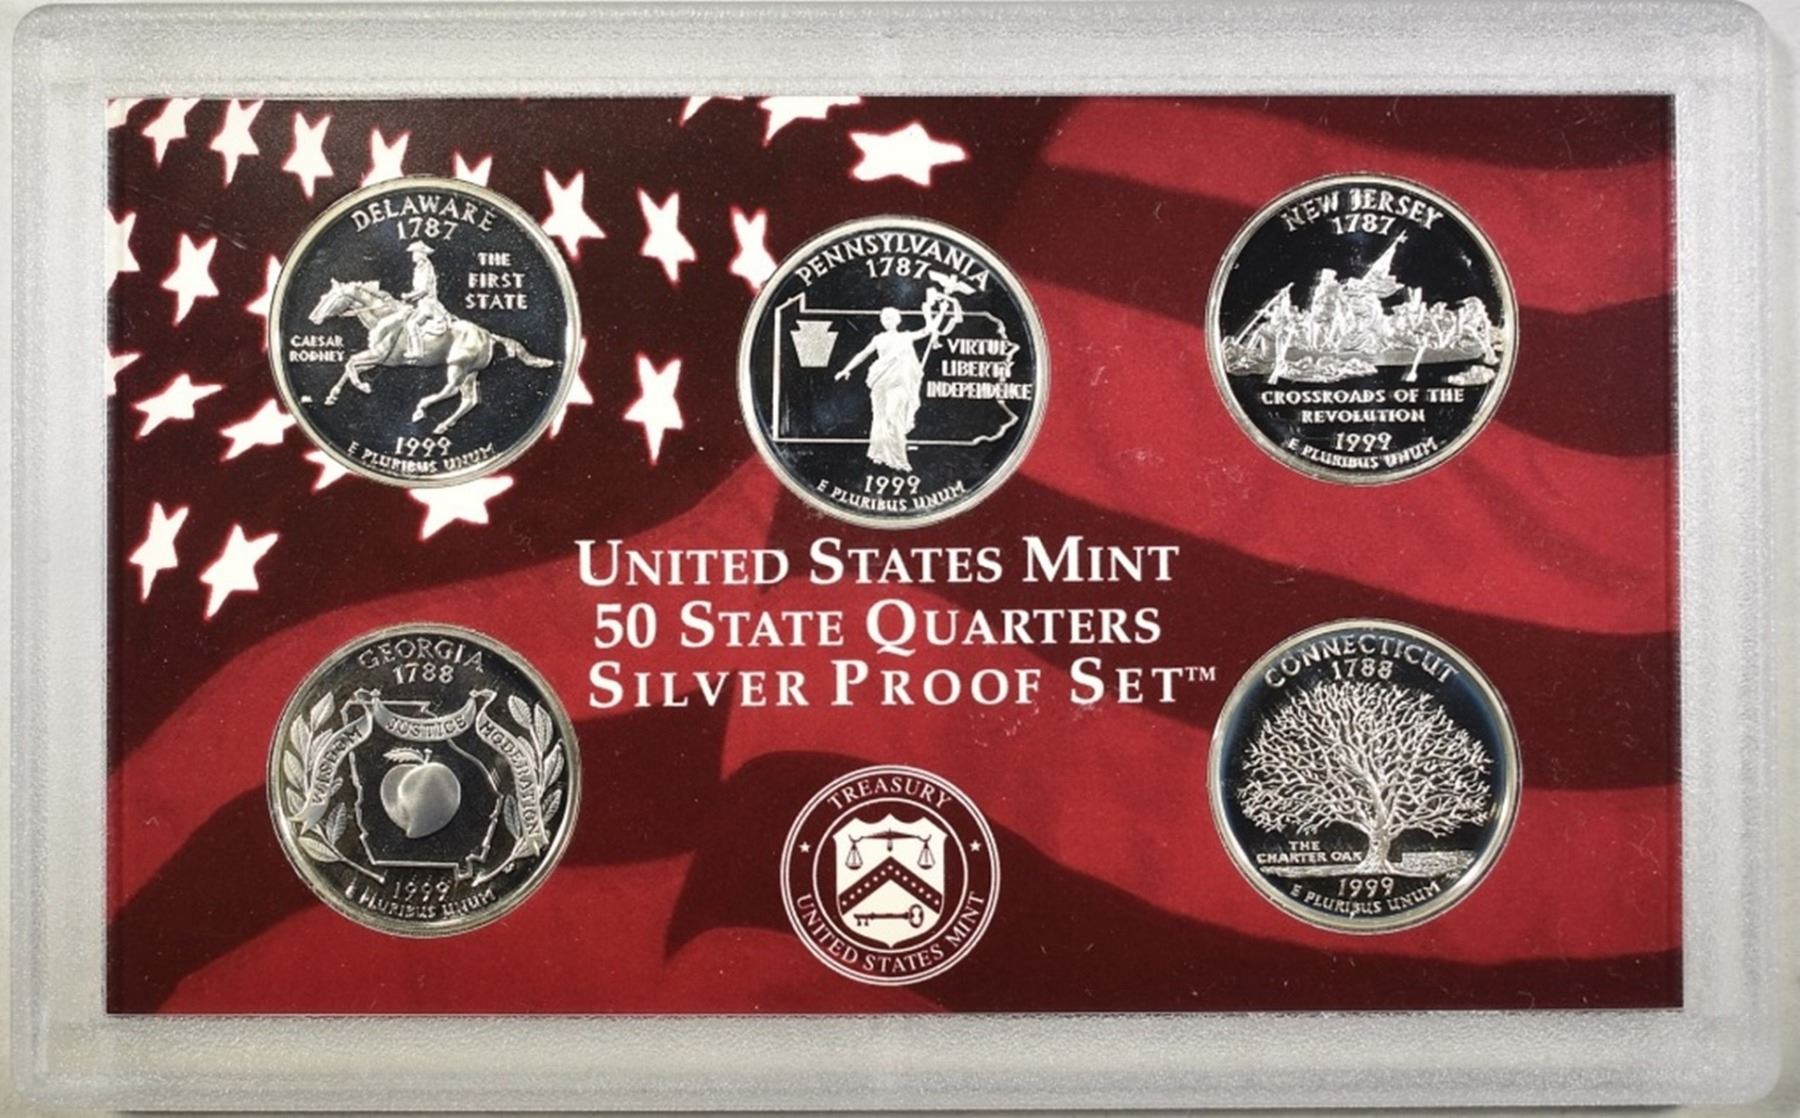 DELAWARE
1787
THE
FIRST
STATE
CAESAR
RODNEY
1999
E PLURIBUS UNUM
PENNSYLVANIA
1787
VIRTUE
LIBERTY
INDEPENDENCE
1999
E PLURIBUS UNUM
NEW JERSEY
1787
CROSSROADS OF THE
REVOLUTION
1999
E PLURIBUS UNUM
UNITED STATES MINT
50 STATE QUARTERS
SILVER PROOF SET™
GEORGIA
1788
WISDOM JUSTICE MODERATION
1999
E PLURIBUS UNUM
TREASURY
UNITED STATES MINT
CONNECTICUT
1788
THE
CHARTER OAK
1999
E PLURIBUS UNUM